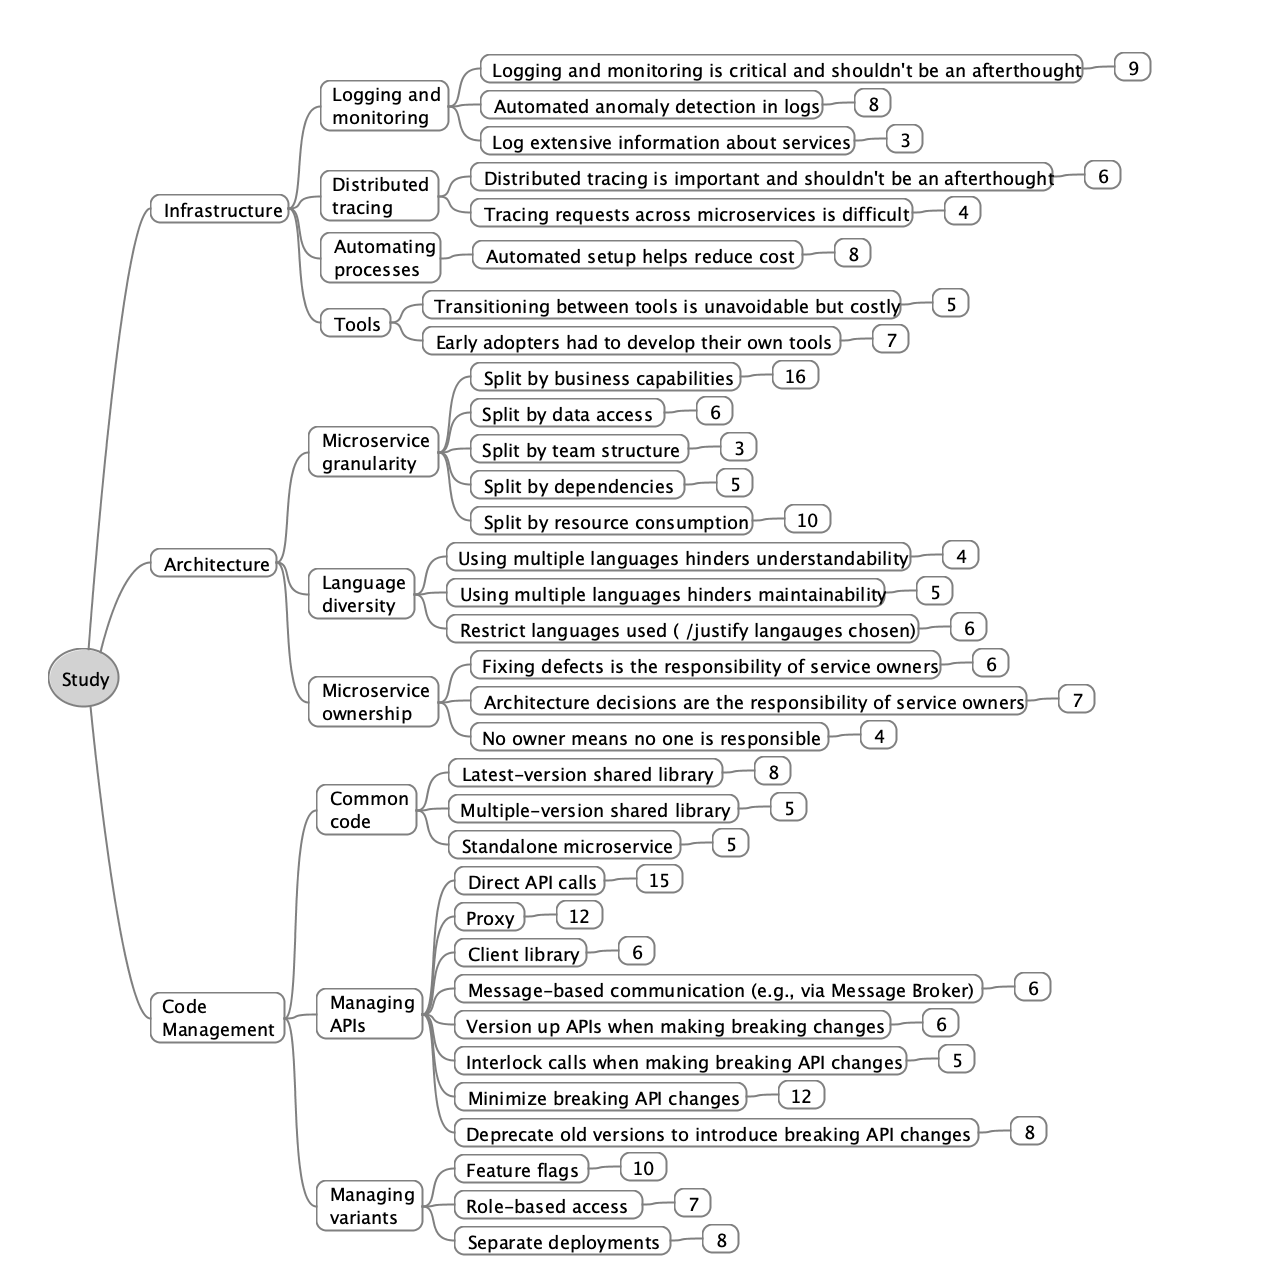 Study
Infrastructure
Logging and
monitoring
Logging and monitoring is critical and shouldn't be an afterthought
9
Automated anomaly detection in logs
8
Log extensive information about services
3
Distributed
tracing
Distributed tracing is important and shouldn't be an afterthought
6
Tracing requests across microservices is difficult
4
Automating
processes
Automated setup helps reduce cost
8
Tools
Transitioning between tools is unavoidable but costly
5
Early adopters had to develop their own tools
7
Architecture
Microservice
granularity
Split by business capabilities
16
Split by data access
6
Split by team structure
3
Split by dependencies
5
Split by resource consumption
10
Language
diversity
Using multiple languages hinders understandability
4
Using multiple languages hinders maintainability
5
Restrict languages used ( /justify langauges chosen)
6
Microservice
ownership
Fixing defects is the responsibility of service owners
6
Architecture decisions are the responsibility of service owners
7
No owner means no one is responsible
4
Code
Management
Common
code
Latest-version shared library
8
Multiple-version shared library
5
Standalone microservice
5
Managing
APIs
Direct API calls
15
Proxy
12
Client library
6
Message-based communication (e.g., via Message Broker)
6
Version up APIs when making breaking changes
6
Interlock calls when making breaking API changes
5
Minimize breaking API changes
12
Deprecate old versions to introduce breaking API changes
8
Managing
variants
Feature flags
10
Role-based access
7
Separate deployments
8